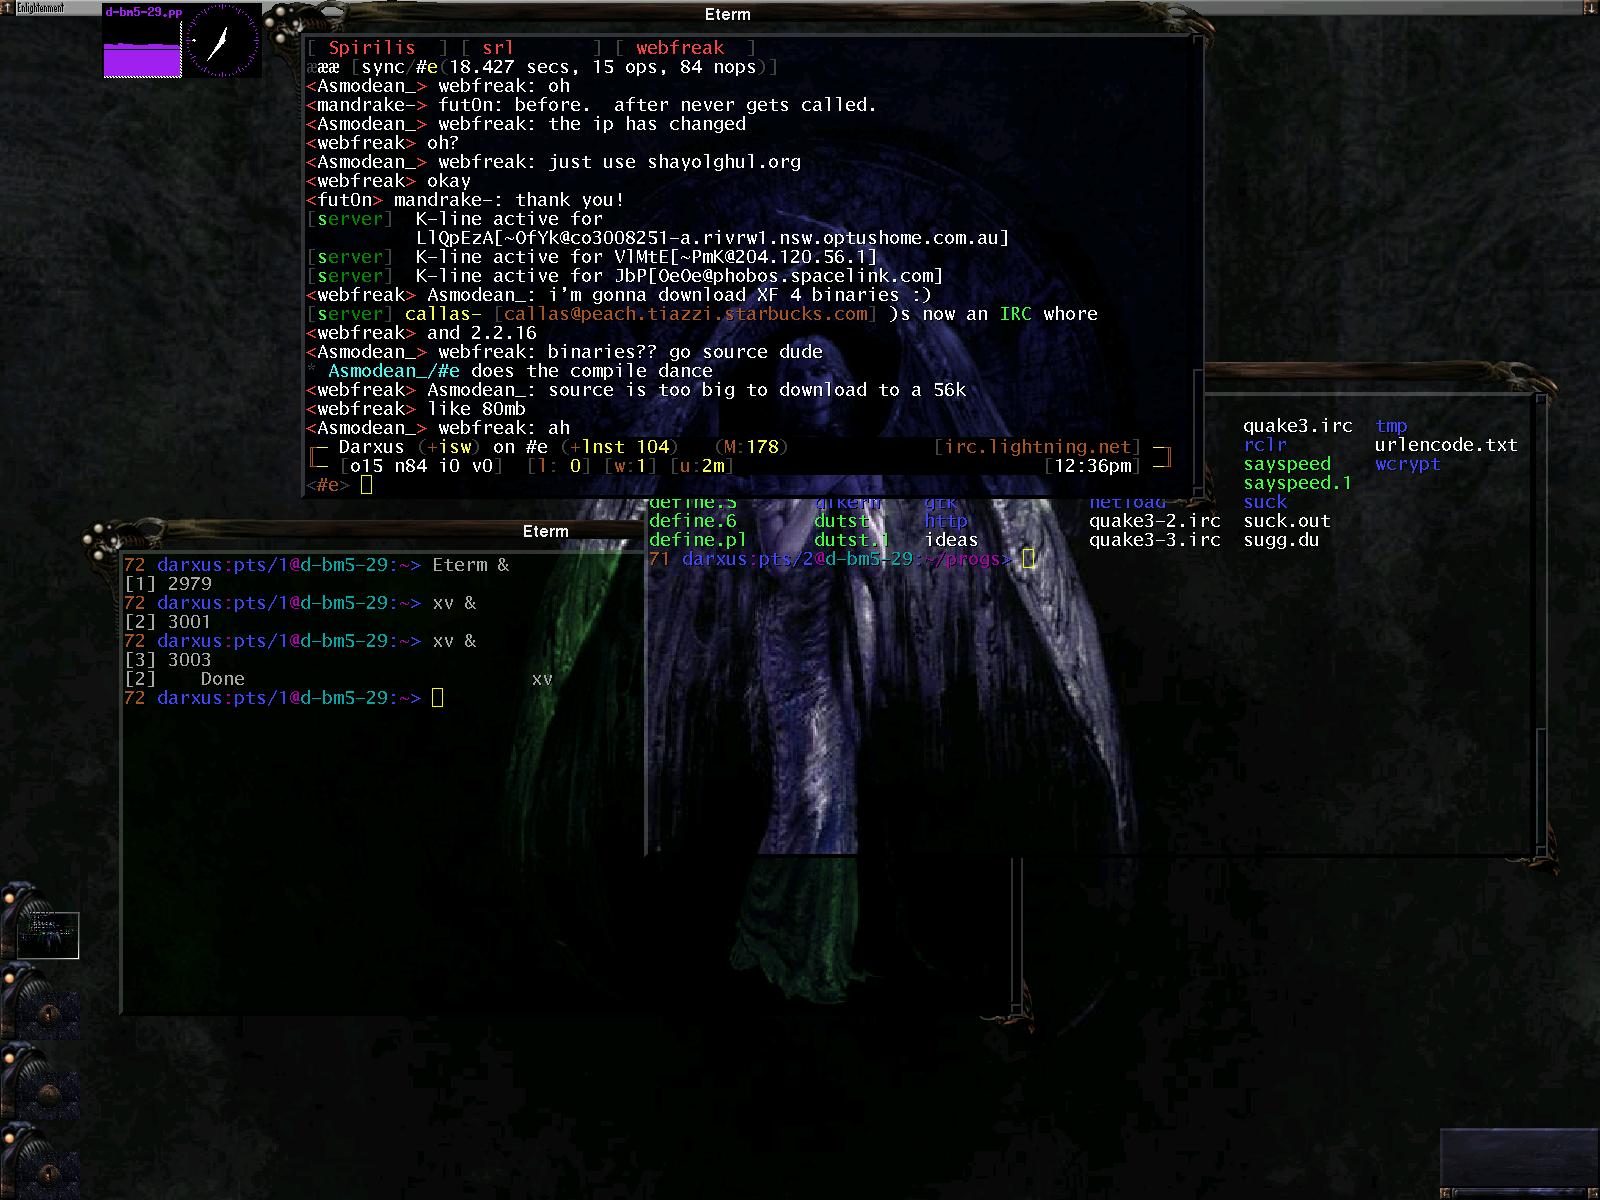 Enlightenment
d-bm5-29.pp
Eterm
[ Spirilis ] [ srl ] [ webfreak ]
æææ [sync/#e(18.427 secs, 15 ops, 84 nops)]
<Asmodean_> webfreak: oh
<mandrake-> fut0n: before. after never gets called.
<Asmodean_> webfreak: the ip has changed
<webfreak> oh?
<Asmodean_> webfreak: just use shayolghul.org
<webfreak> okay
<fut0n> mandrake-: thank you!
[server] K-line active for
LlQpEzA[~OfYk@co3008251-a.rivrw1.nsw.optushome.com.au]
[server] K-line active for VlMtE[~PmK@204.120.56.1]
[server] K-line active for JbP[OeOe@phobos.spacelink.com]
<webfreak> Asmodean_: i'm gonna download XF 4 binaries :)
[server] callas- [callas@peach.tiazzi.starbucks.com] )s now an IRC whore
<webfreak> and 2.2.16
<Asmodean_> webfreak: binaries?? go source dude
* Asmodean_/#e does the compile dance
<webfreak> Asmodean_: source is too big to download to a 56k
<webfreak> like 80mb
<Asmodean_> webfreak: ah
Darxus (+isw) on #e (+lnst 104) (M:178) [irc.lightning.net]
[o15 n84 i0 v0] [l: 0] [w:1] [u:2m] [12:36pm]
<#e>
quake3.irc tmp
rclr urlencode.txt
sayspeed wcrypt
sayspeed.1
define.5 gtk netload suck
define.6 dutst http quake3-2.irc suck.out
define.pl dutst.1 ideas quake3-3.irc sugg.du
71 darxus:pts/2@d-bm5-29:~/progs>
Eterm
72 darxus:pts/1@d-bm5-29:~> Eterm &
[1] 2979
72 darxus:pts/1@d-bm5-29:~> xv &
[2] 3001
72 darxus:pts/1@d-bm5-29:~> xv &
[3] 3003
[2] Done xv
72 darxus:pts/1@d-bm5-29:~>